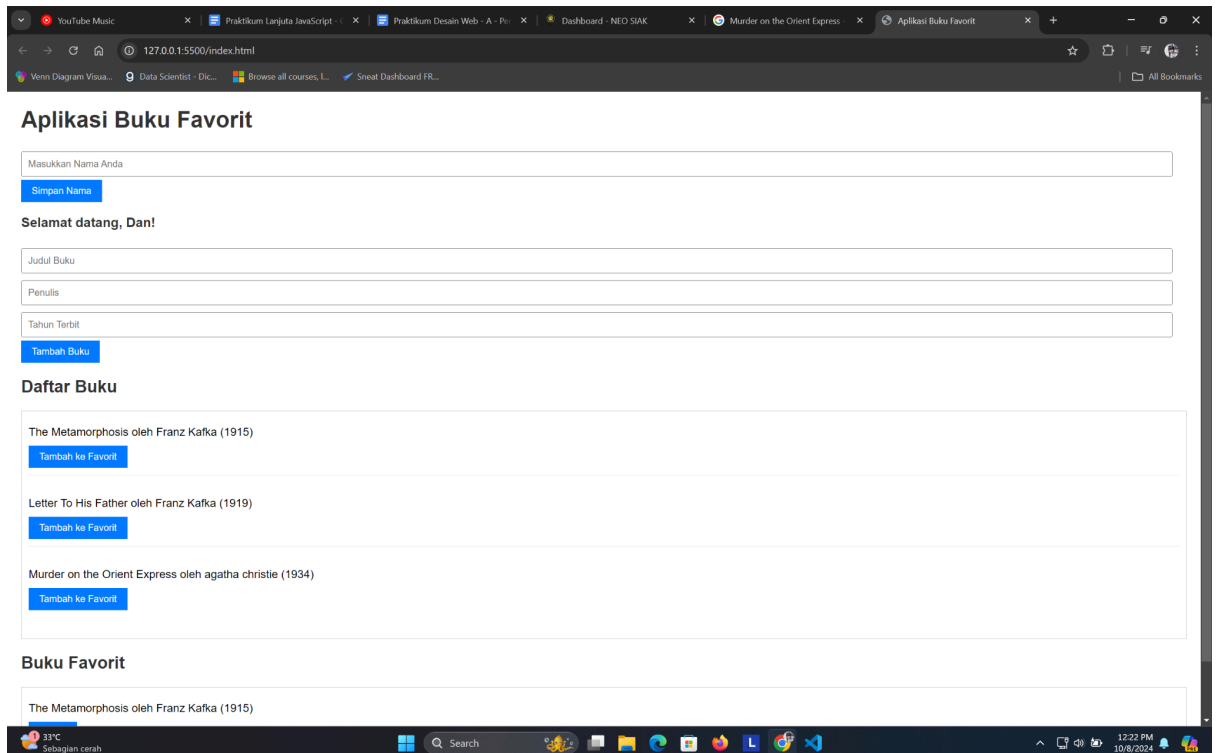 YouTube Music
Praktikum Lanjuta JavaScript -
Praktikum Desain Web - A - Pe
Dashboard - NEO SIAK
Murder on the Orient Express
Aplikasi Buku Favorit
127.0.0.1:5500/index.html
Venn Diagram Visua...
Data Scientist - Dic...
Browse all courses, l...
Sneat Dashboard FR...
All Bookmarks
Aplikasi Buku Favorit
Masukkan Nama Anda
Simpan Nama
Selamat datang, Dan!
Judul Buku
Penulis
Tahun Terbit
Tambah Buku
Daftar Buku
The Metamorphosis oleh Franz Kafka (1915)
Tambah ke Favorit
Letter To His Father oleh Franz Kafka (1919)
Tambah ke Favorit
Murder on the Orient Express oleh agatha christie (1934)
Tambah ke Favorit
Buku Favorit
The Metamorphosis oleh Franz Kafka (1915)
1
33°C
Sebagian cerah
Search
L
12:22 PM
10/8/2024